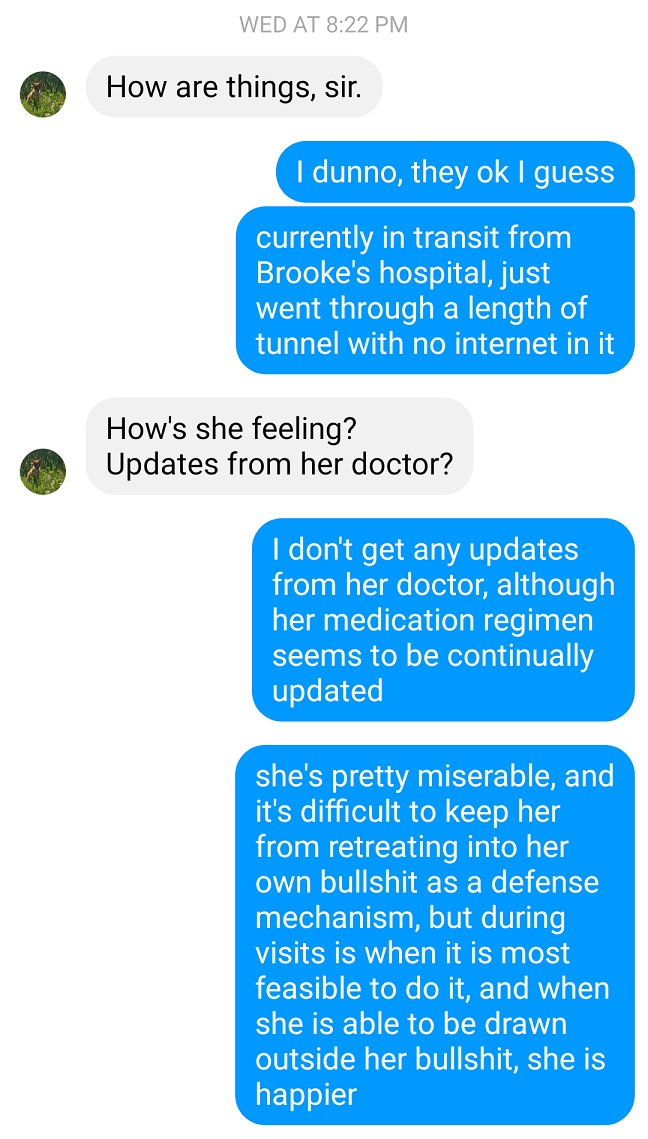 WED AT 8:22 PM
How are things, sir.
I dunno, they ok I guess
currently in transit from
Brooke's hospital, just
went through a length of
tunnel with no internet in it
How's she feeling?
Updates from her doctor?
I don't get any updates
from her doctor, although
her medication regimen
seems to be continually
updated
she's pretty miserable, and
it's difficult to keep her
from retreating into her
own bullshit as a defense
mechanism, but during
visits is when it is most
feasible to do it, and when
she is able to be drawn
outside her bullshit, she is
happier